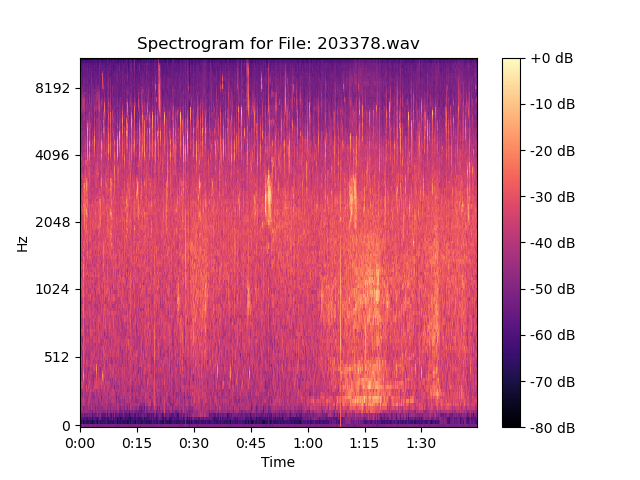 Spectrogram for File: 203378.wav
8192
4096
2048
1024
512
0
Hz
0:00 0:15 0:30 0:45 1:00 1:15 1:30
Time
+0 dB
-10 dB
-20 dB
-30 dB
-40 dB
-50 dB
-60 dB
-70 dB
-80 dB